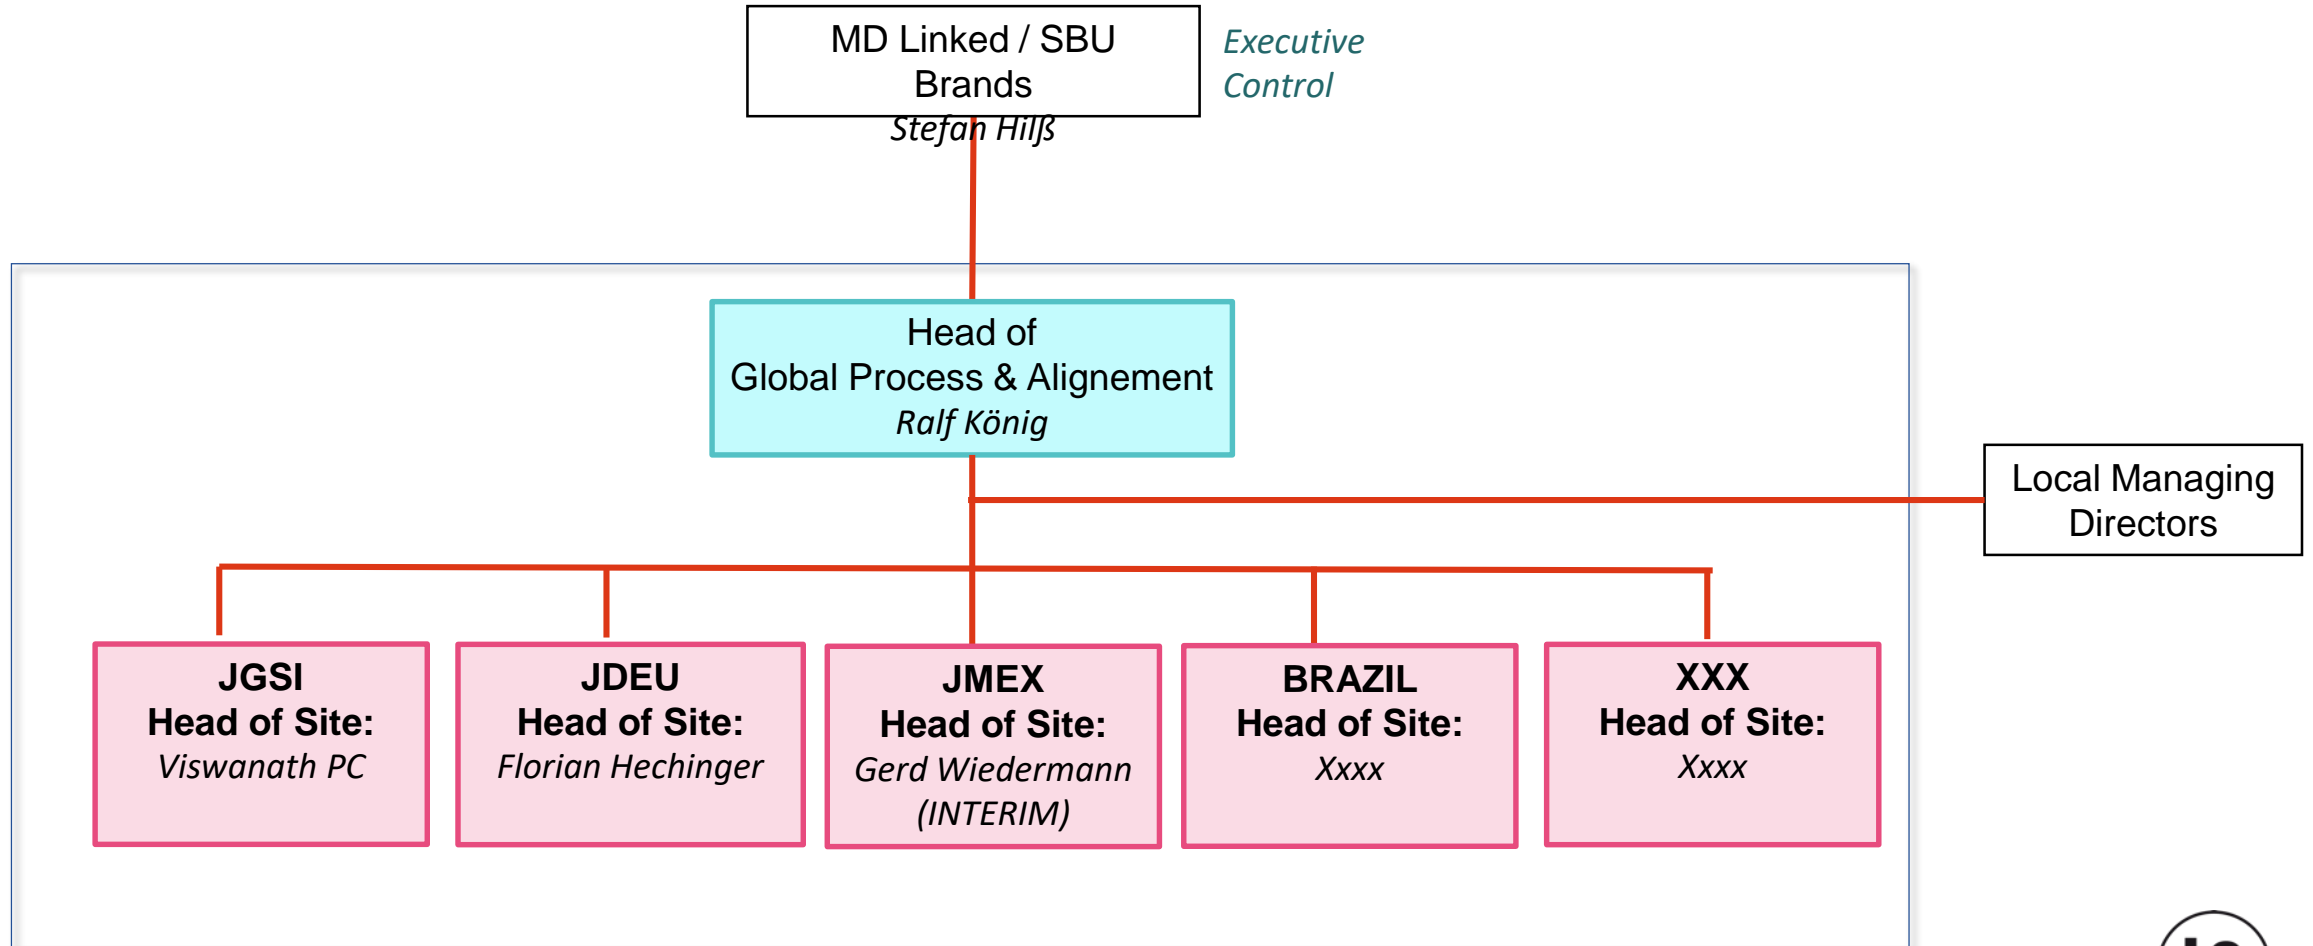 MD Linked / SBU
Brands
Stefan Hilß
Executive
Control
Head of
Global Process & Alignement
Ralf König
Local Managing
Directors
JGSI
Head of Site:
Viswanath PC
JDEU
Head of Site:
Florian Hechinger
JMEX
Head of Site:
Gerd Wiedermann
(INTERIM)
BRAZIL
Head of Site:
Xxxx
XXX
Head of Site:
Xxxx